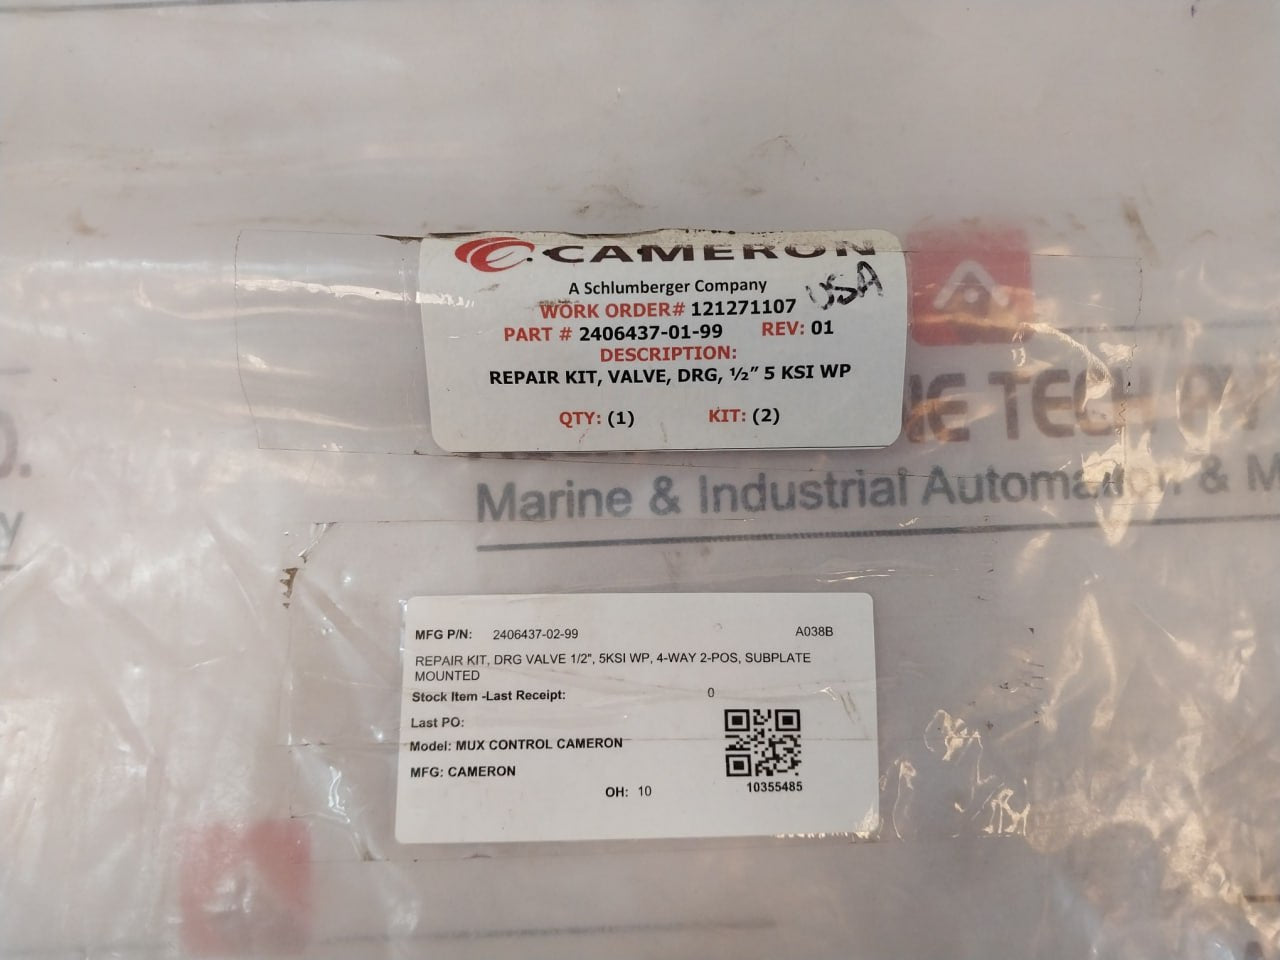 CAMERON
A Schlumberger Company
USA
WORK ORDER# 121271107
PART # 2406437-01-99 REV: 01
DESCRIPTION:
REPAIR KIT, VALVE, DRG, ½" 5 KSI WP
QTY: (1) KIT: (2)
TECH
Marine & Industrial Automation &
MFG P/N: 2406437-02-99 A038B
REPAIR KIT, DRG VALVE 1/2", 5KSI WP, 4-WAY 2-POS, SUBPLATE
MOUNTED
Stock Item -Last Receipt: 0
Last PO:
Model: MUX CONTROL CAMERON
MFG: CAMERON
OH: 10
10355485